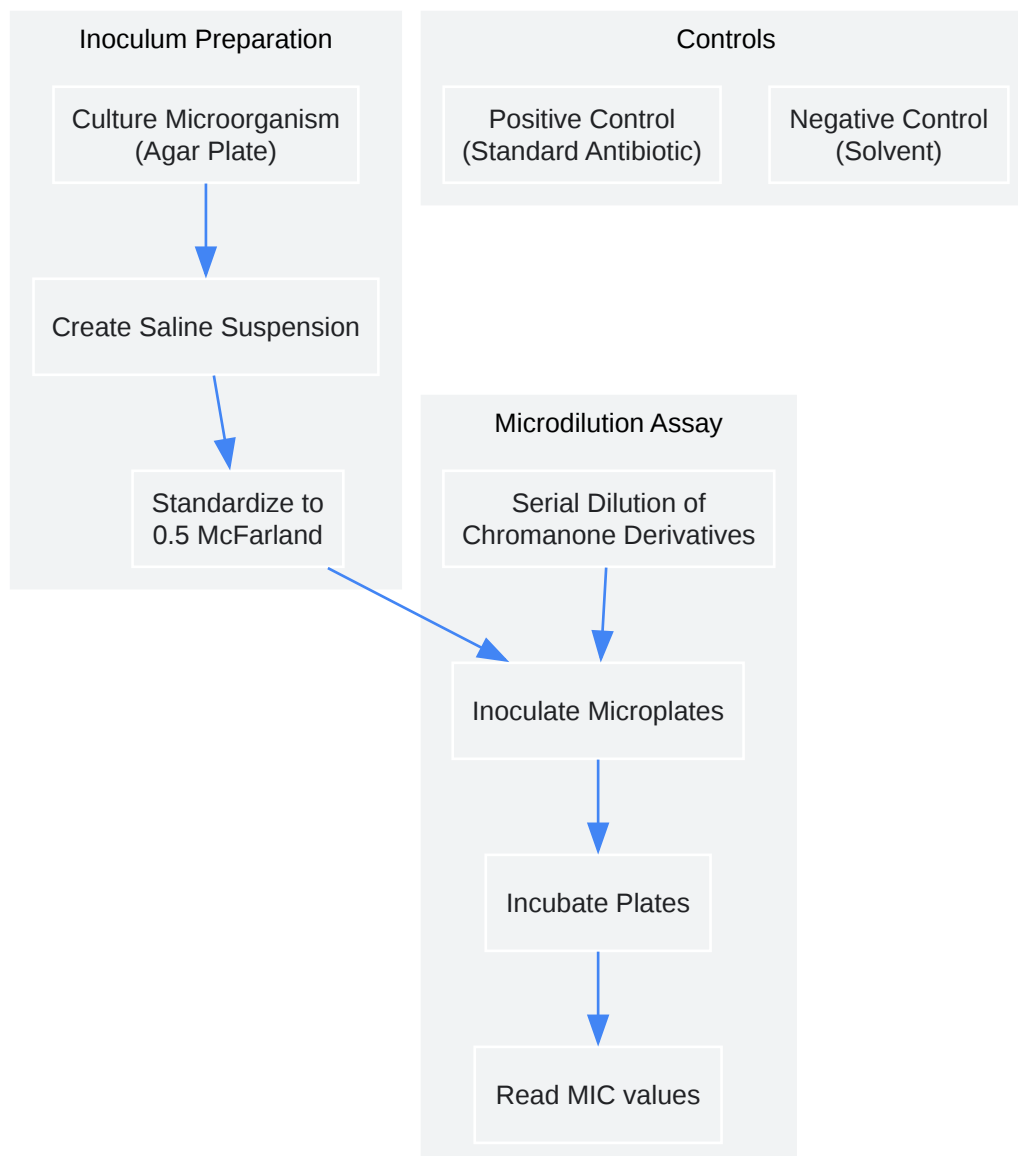 Inoculum Preparation
Culture Microorganism
(Agar Plate)
Create Saline Suspension
Standardize to
0.5 McFarland
Controls
Positive Control
(Standard Antibiotic)
Negative Control
(Solvent)
Microdilution Assay
Serial Dilution of
Chromanone Derivatives
Inoculate Microplates
Incubate Plates
Read MIC values